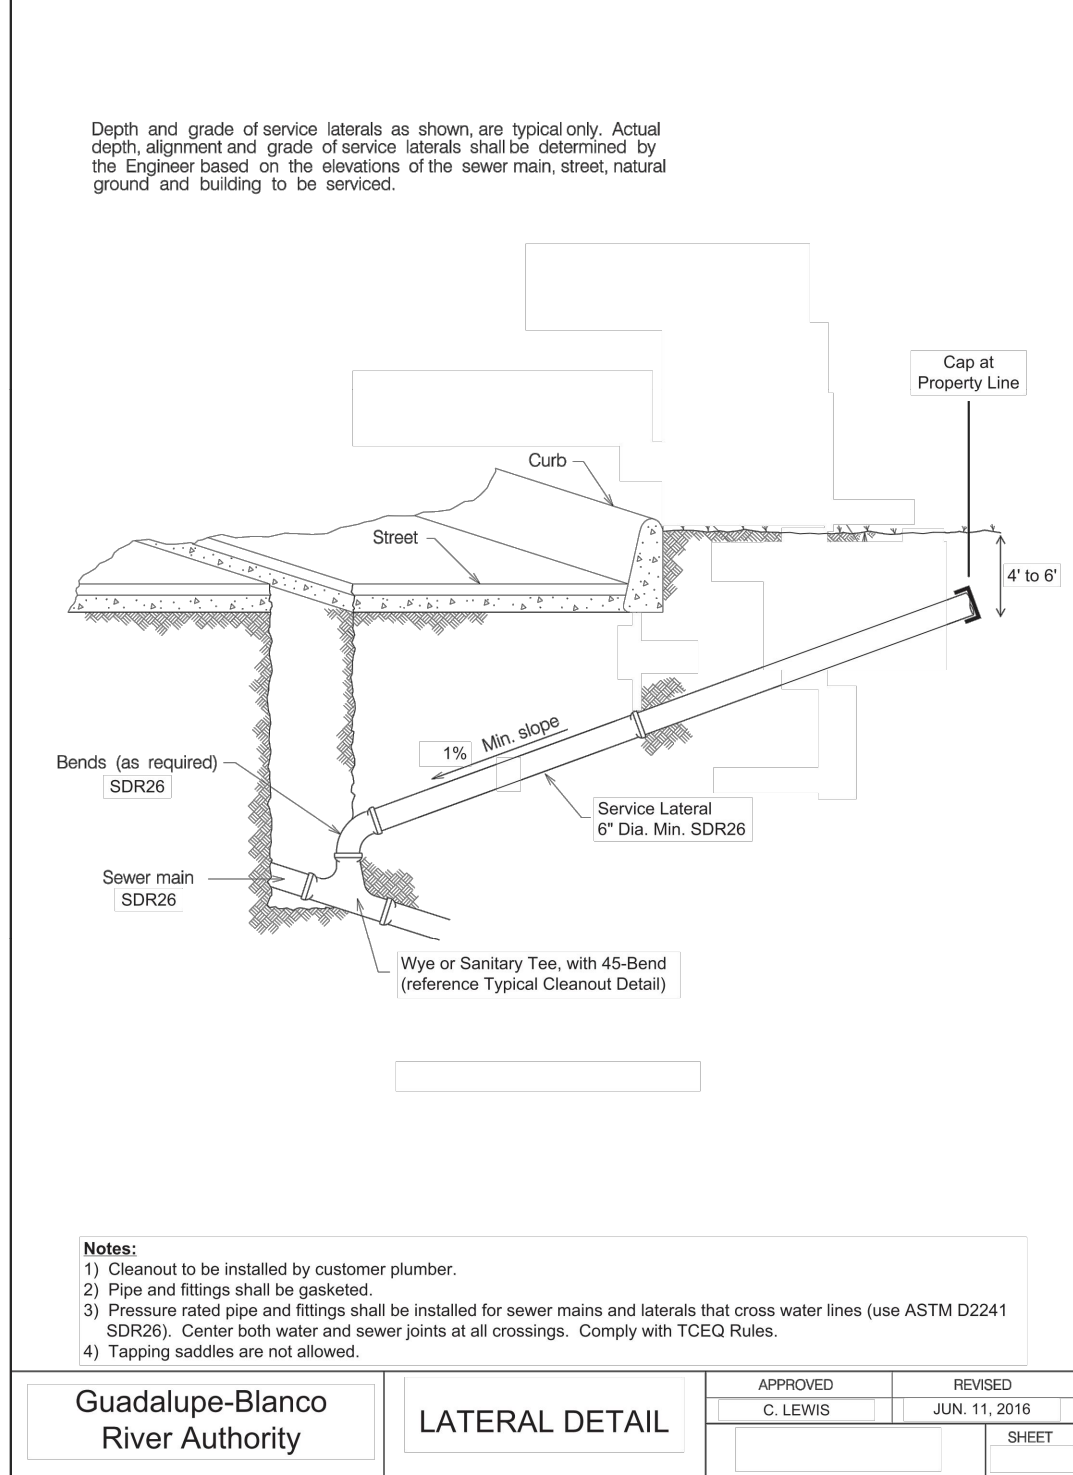 Depth and grade of service laterals as shown, are typical only. Actual
depth, alignment and grade of service laterals shall be determined by
the Engineer based on the elevations of the sewer main, street, natural
ground and building to be serviced.
Cap at
Property Line
Curb
Street
4' to 6'
1% Min. slope
Bends (as required)
SDR26
Service Lateral
6" Dia. Min. SDR26
Sewer main
SDR26
Wye or Sanitary Tee, with 45-Bend
(reference Typical Cleanout Detail)
Notes:
1) Cleanout to be installed by customer plumber.
2) Pipe and fittings shall be gasketed.
3) Pressure rated pipe and fittings shall be installed for sewer mains and laterals that cross water lines (use ASTM D2241
SDR26). Center both water and sewer joints at all crossings. Comply with TCEQ Rules.
4) Tapping saddles are not allowed.
Guadalupe-Blanco
River Authority
LATERAL DETAIL
APPROVED
C. LEWIS
REVISED
JUN. 11, 2016
SHEET